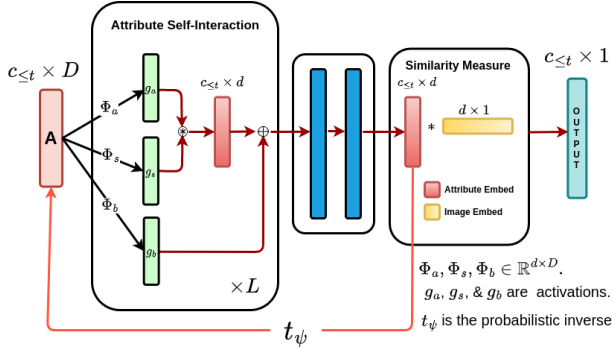 Attribute Self-Interaction
c≤t × D
A
Φa
Φs
Φb
ga
gs
gb
⊛
c≤t × d
⊕
×L
Similarity Measure
c≤t × d
*
d × 1
Attribute Embed
Image Embed
c≤t × 1
OUTPUT
Φa, Φs, Φb ∈ ℝ^{d×D}.
ga, gs, & gb are activations.
tψ is the probabilistic inverse
tψ